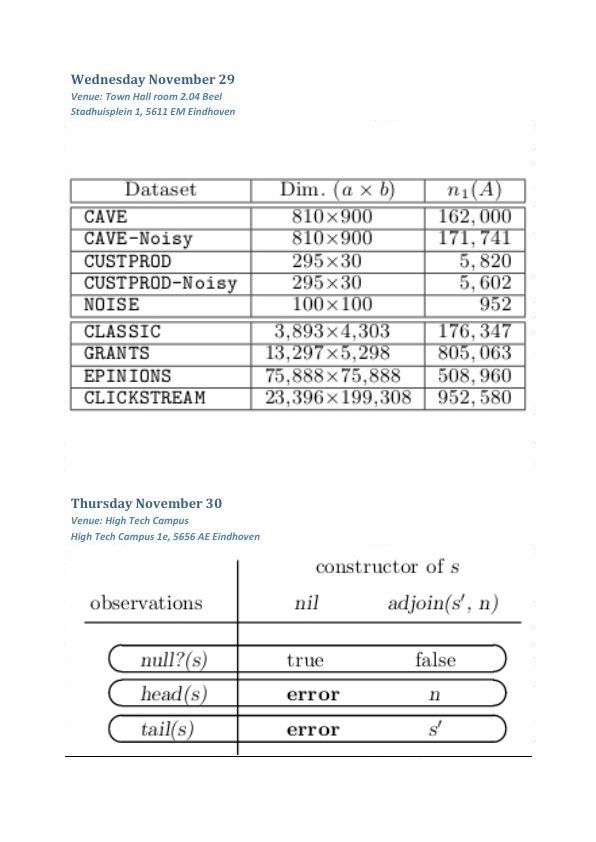 Wednesday November 29
Venue: Town Hall room 2.04 Beel
Stadhuisplein 1, 5611 EM Eindhoven
Dataset Dim. (a × b) n₁(A)
CAVE 810×900 162,000
CAVE-Noisy 810×900 171,741
CUSTPROD 295×30 5,820
CUSTPROD-Noisy 295×30 5,602
NOISE 100×100 952
CLASSIC 3,893×4,303 176,347
GRANTS 13,297×5,298 805,063
EPINIONS 75,888×75,888 508,960
CLICKSTREAM 23,396×199,308 952,580
Thursday November 30
Venue: High Tech Campus
High Tech Campus 1e, 5656 AE Eindhoven
constructor of s
observations nil adjoin(s′, n)
null?(s) true false
head(s) error n
tail(s) error s′